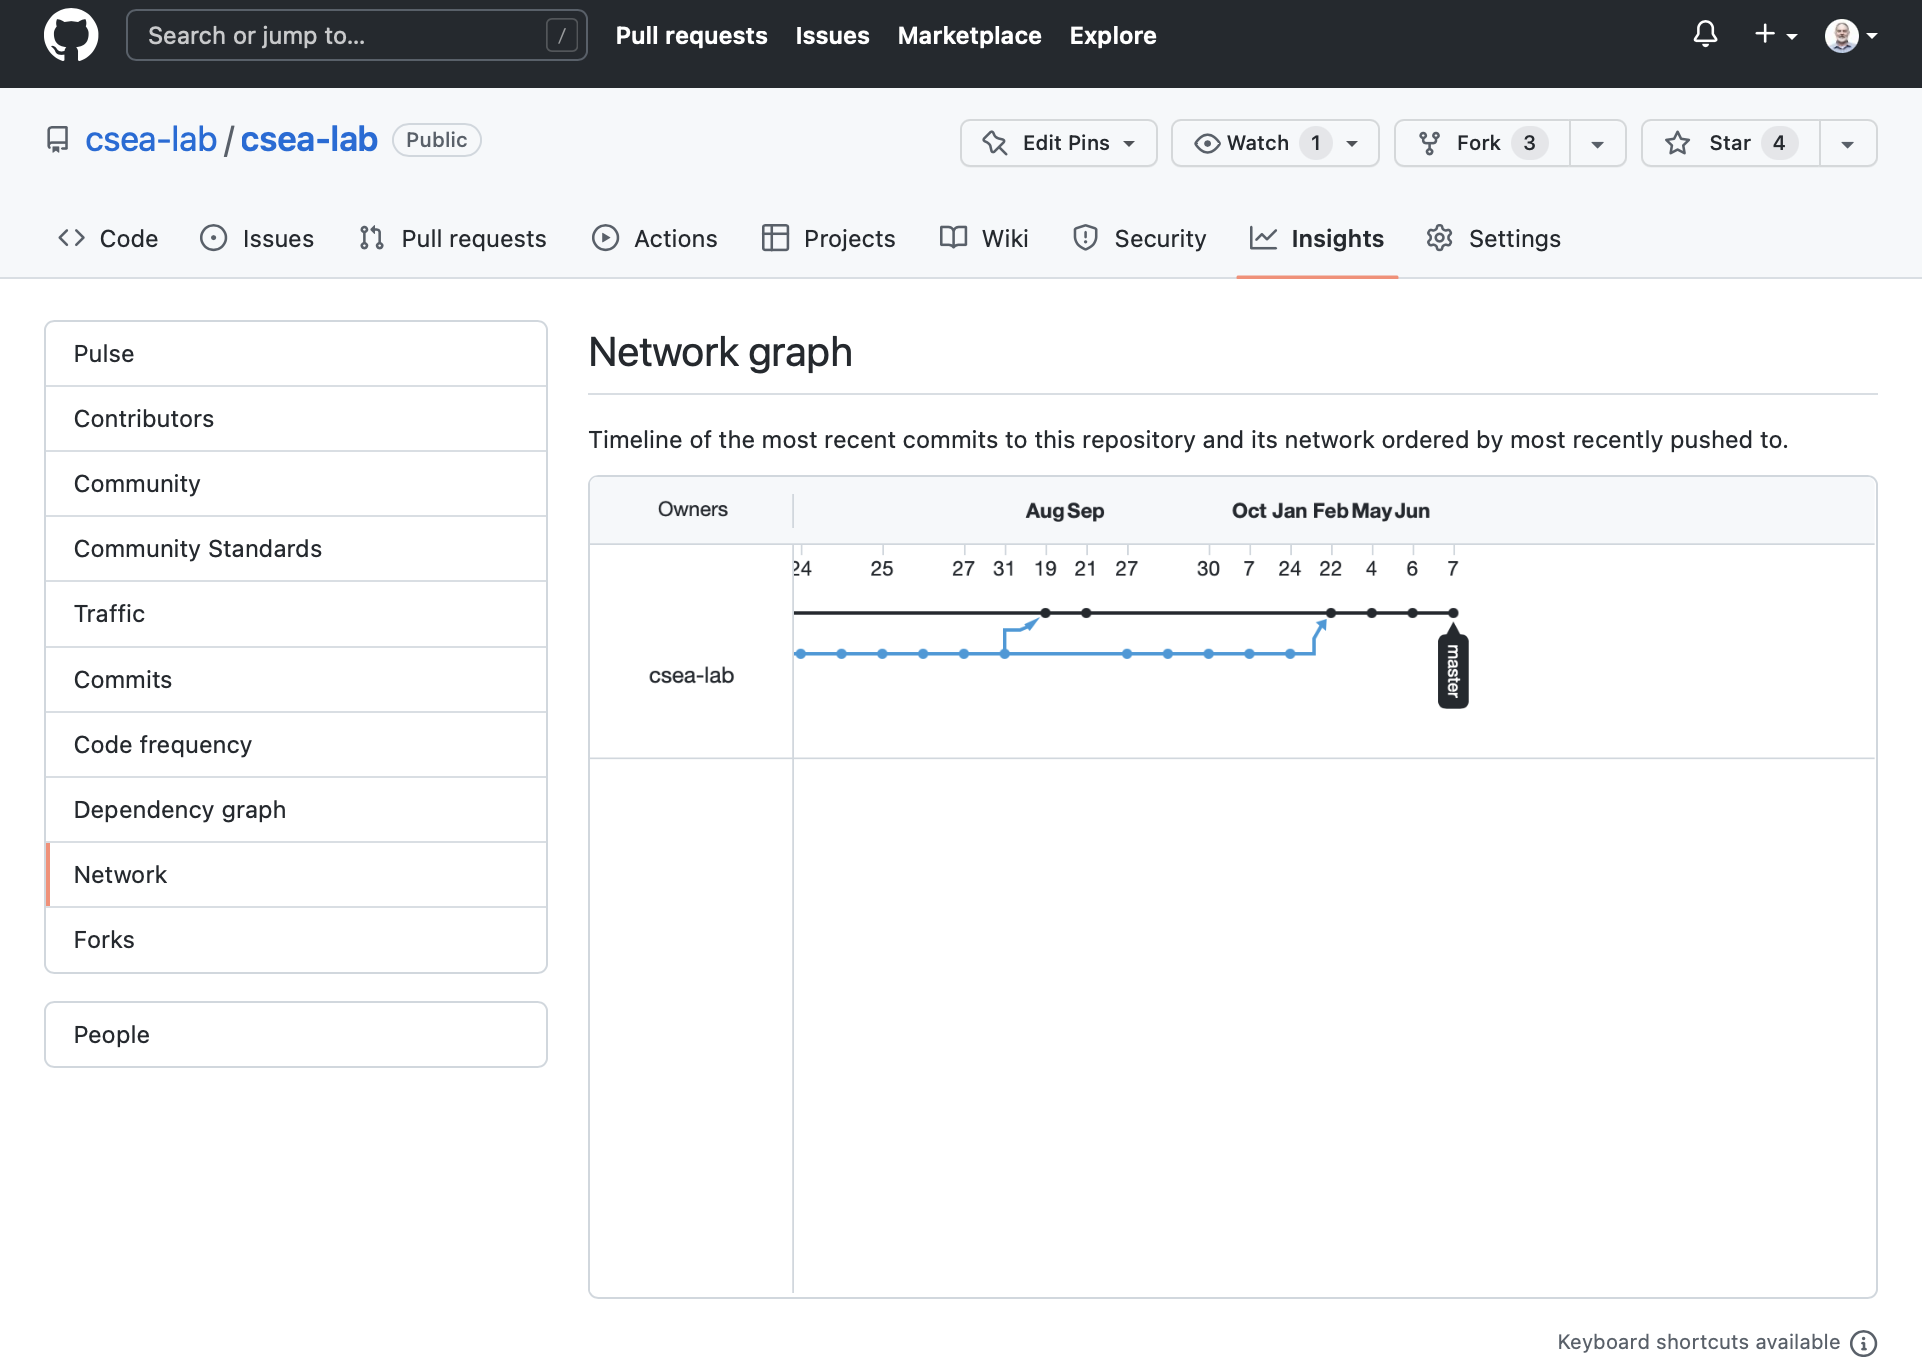 Search or jump to... / Pull requests Issues Marketplace Explore
csea-lab / csea-lab Public Edit Pins Watch 1 Fork 3 Star 4
Code Issues Pull requests Actions Projects Wiki Security Insights Settings
Pulse
Contributors
Community
Community Standards
Traffic
Commits
Code frequency
Dependency graph
Network
Forks
People
Network graph
Timeline of the most recent commits to this repository and its network ordered by most recently pushed to.
Owners Aug Sep Oct Jan Feb May Jun
24 25 27 31 19 21 27 30 7 24 22 4 6 7
csea-lab
master
Keyboard shortcuts available